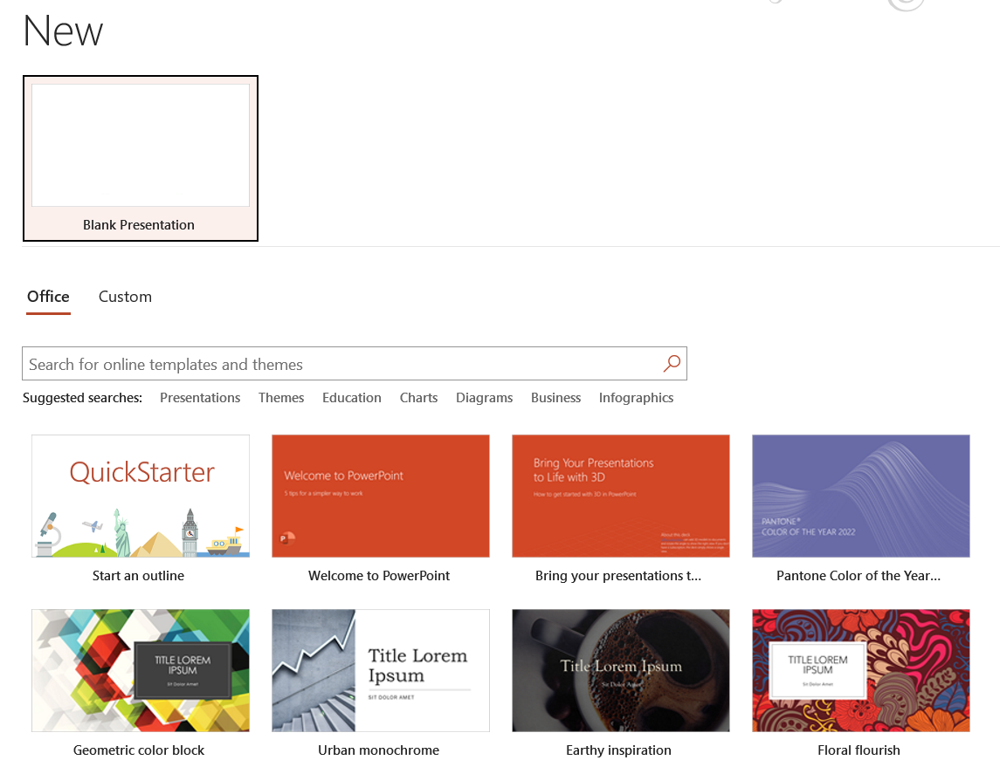 New
Blank Presentation
Office
Custom
Search for online templates and themes
Suggested searches: Presentations Themes Education Charts Diagrams Business Infographics
QuickStarter
Start an outline
Welcome to PowerPoint
5 tips for a simpler way to work
P
Welcome to PowerPoint
Bring Your Presentations
to Life with 3D
How to get started with 3D in PowerPoint
About this deck
Bring your presentations t...
PANTONE®
COLOR OF THE YEAR 2022
Pantone Color of the Year...
TITLE LOREM
IPSUM
Sit Dolor Amet
Geometric color block
Title Lorem
Ipsum
SIT DOLOR AMET
Urban monochrome
Title Lorem Ipsum
Sit Dolor Amet
Earthy inspiration
TITLE LOREM
IPSUM
Sit Dolor Amet
Floral flourish